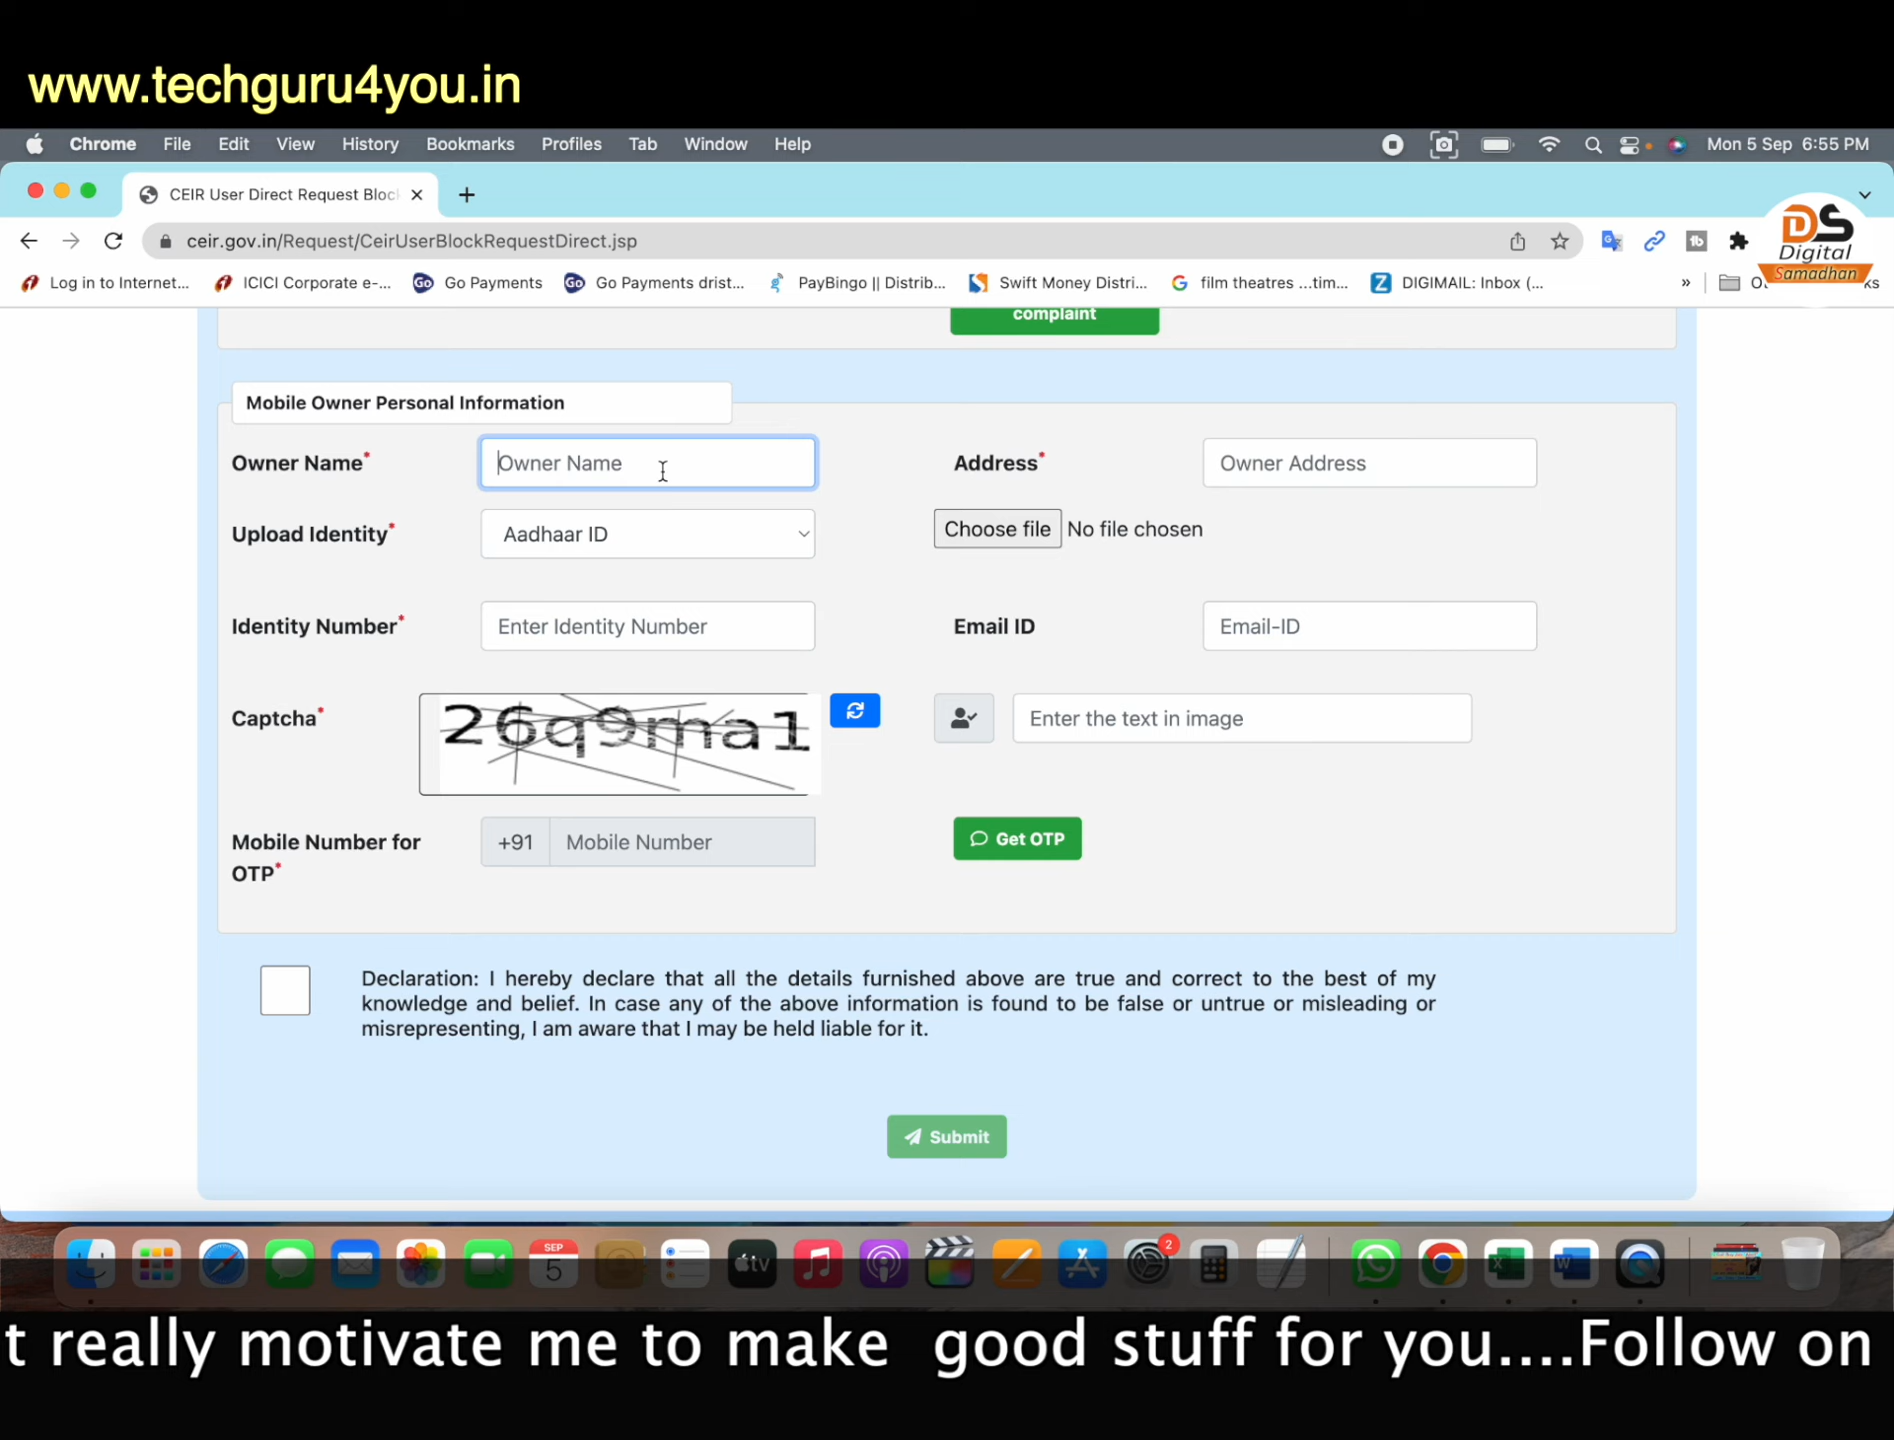 www.techguru4you.in
Chrome File Edit View History Bookmarks Profiles Tab Window Help Mon 5 Sep 6:55 PM
CEIR User Direct Request Bloc
ceir.gov.in/Request/CeirUserBlockRequestDirect.jsp
DS
Digital
Samadhan
Log in to Internet... ICICI Corporate e-... Go Payments Go Payments drist... PayBingo || Distrib... Swift Money Distri... film theatres ...tim... DIGIMAIL: Inbox (... »
complaint
Mobile Owner Personal Information
Owner Name* Owner Name Address* Owner Address
Upload Identity* Aadhaar ID Choose file No file chosen
Identity Number* Enter Identity Number Email ID Email-ID
Captcha* 26q9ma1 Enter the text in image
Mobile Number for OTP* +91 Mobile Number Get OTP
Declaration: I hereby declare that all the details furnished above are true and correct to the best of my
knowledge and belief. In case any of the above information is found to be false or untrue or misleading or
misrepresenting, I am aware that I may be held liable for it.
Submit
SEP
5
tv
2
t really motivate me to make good stuff for you....Follow on